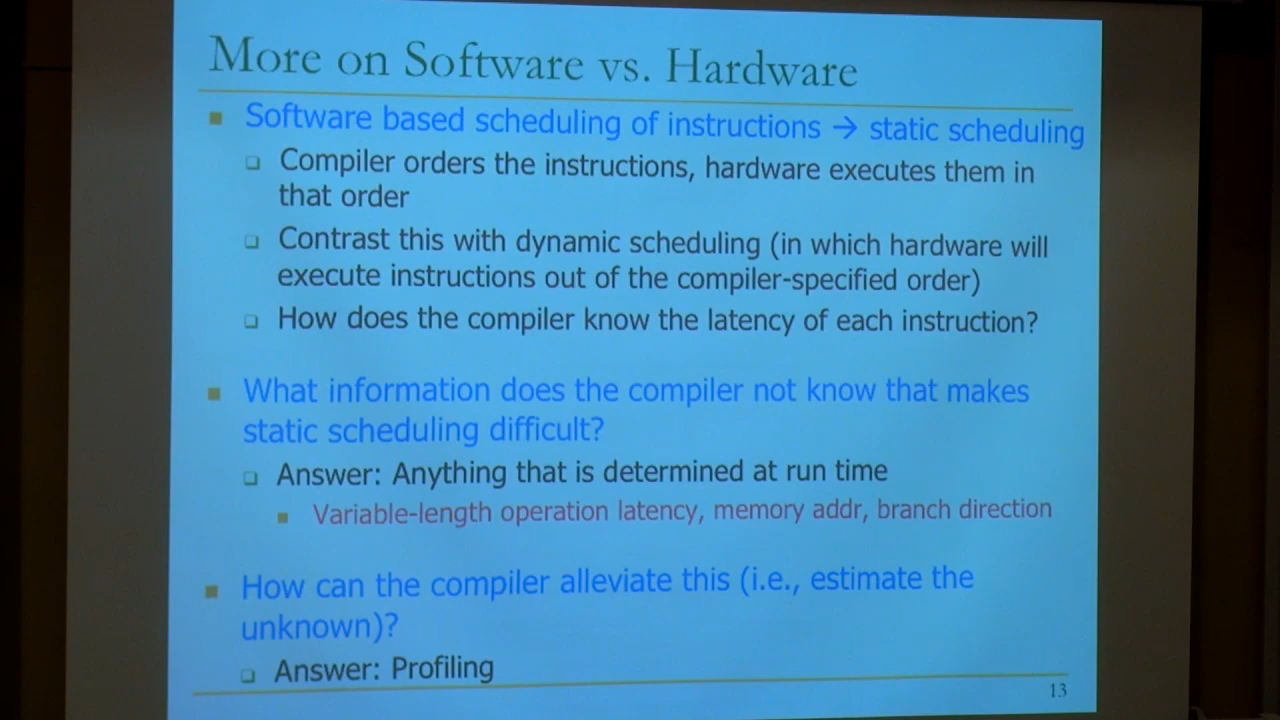 More on Software vs. Hardware
Software based scheduling of instructions → static scheduling
Compiler orders the instructions, hardware executes them in
that order
Contrast this with dynamic scheduling (in which hardware will
execute instructions out of the compiler-specified order)
How does the compiler know the latency of each instruction?
What information does the compiler not know that makes
static scheduling difficult?
Answer: Anything that is determined at run time
Variable-length operation latency, memory addr, branch direction
How can the compiler alleviate this (i.e., estimate the
unknown)?
Answer: Profiling
13